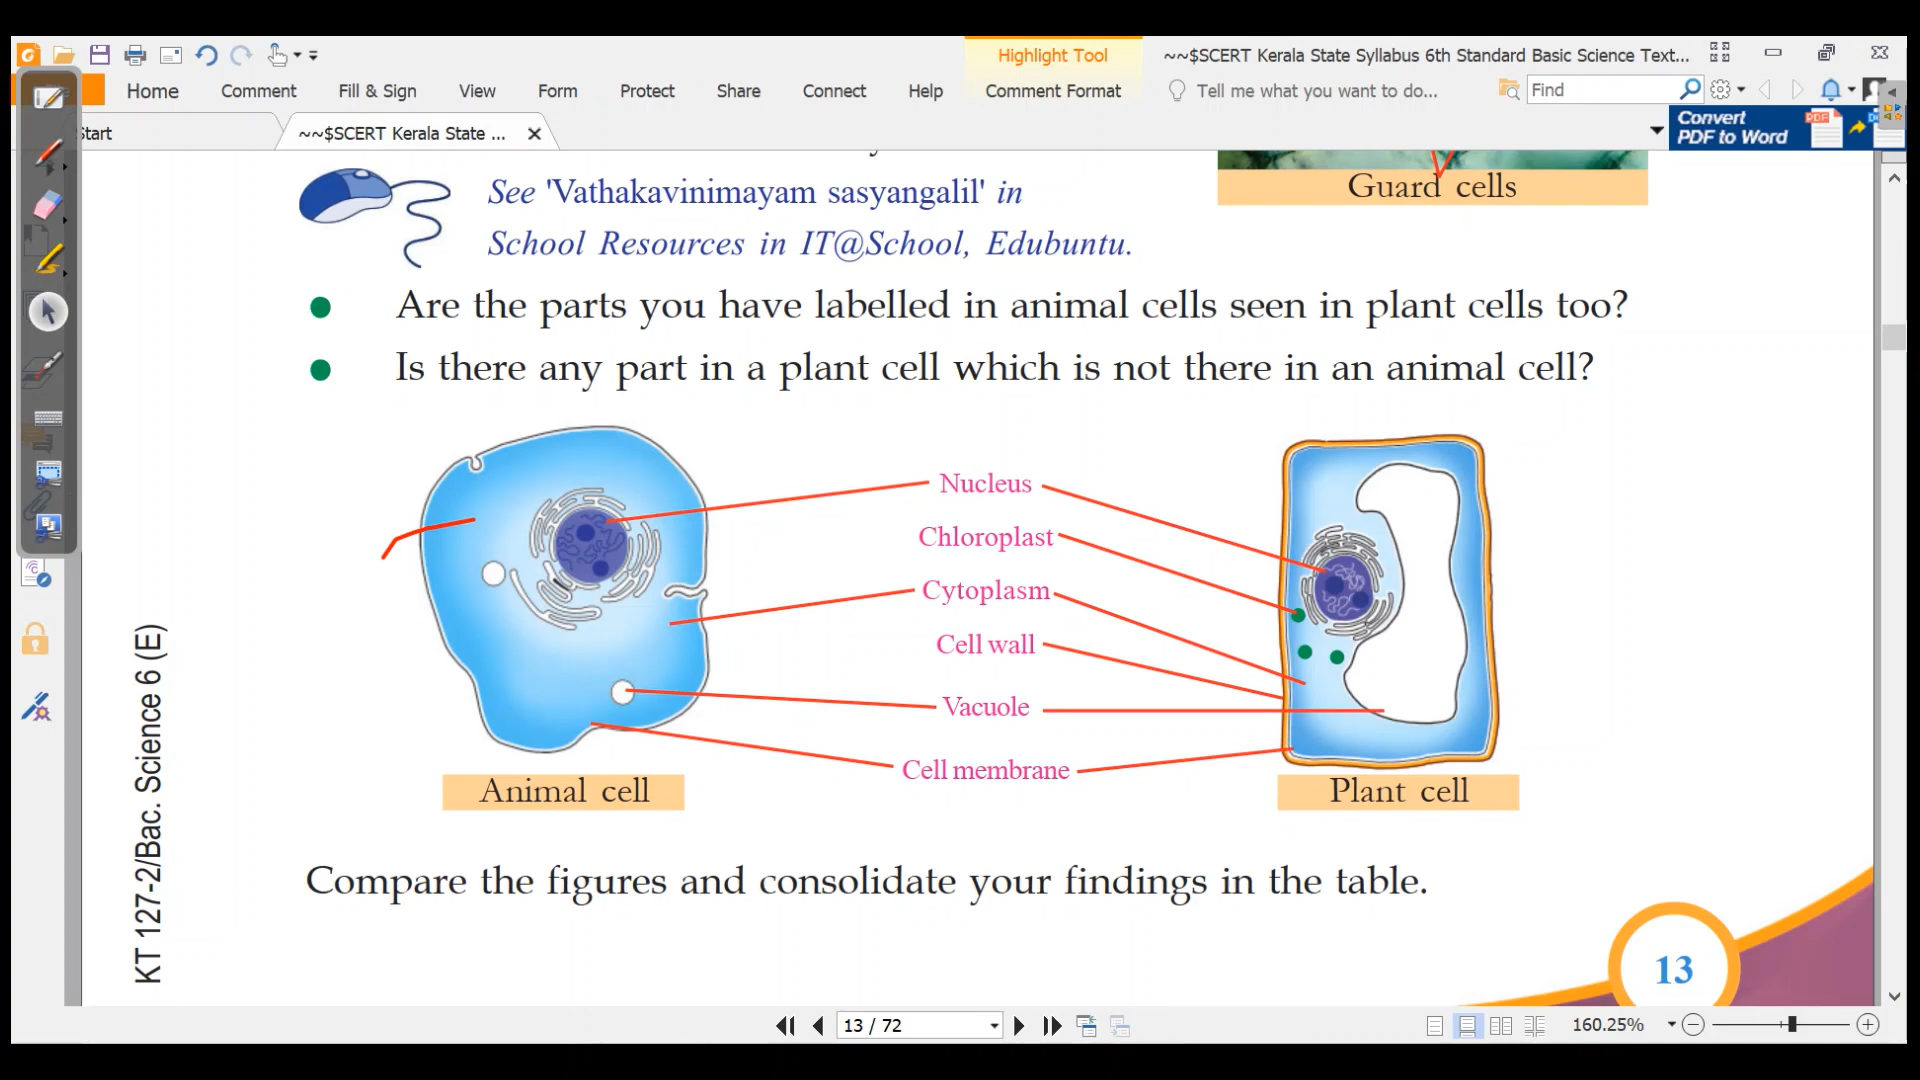 Highlight Tool
~~$SCERT Kerala State Syllabus 6th Standard Basic Science Text...
Home
Comment
Fill & Sign
View
Form
Protect
Share
Connect
Help
Comment Format
Tell me what you want to do...
Find
Start
~~$SCERT Kerala State ...
Convert
PDF to Word
PDF
See 'Vathakavinimayam sasyangalil' in
School Resources in IT@School, Edubuntu.
Guard cells
Are the parts you have labelled in animal cells seen in plant cells too?
Is there any part in a plant cell which is not there in an animal cell?
Nucleus
Chloroplast
Cytoplasm
Cell wall
Vacuole
Cell membrane
Animal cell
Plant cell
Compare the figures and consolidate your findings in the table.
KT 127-2/Bac. Science 6 (E)
13
13 / 72
160.25%